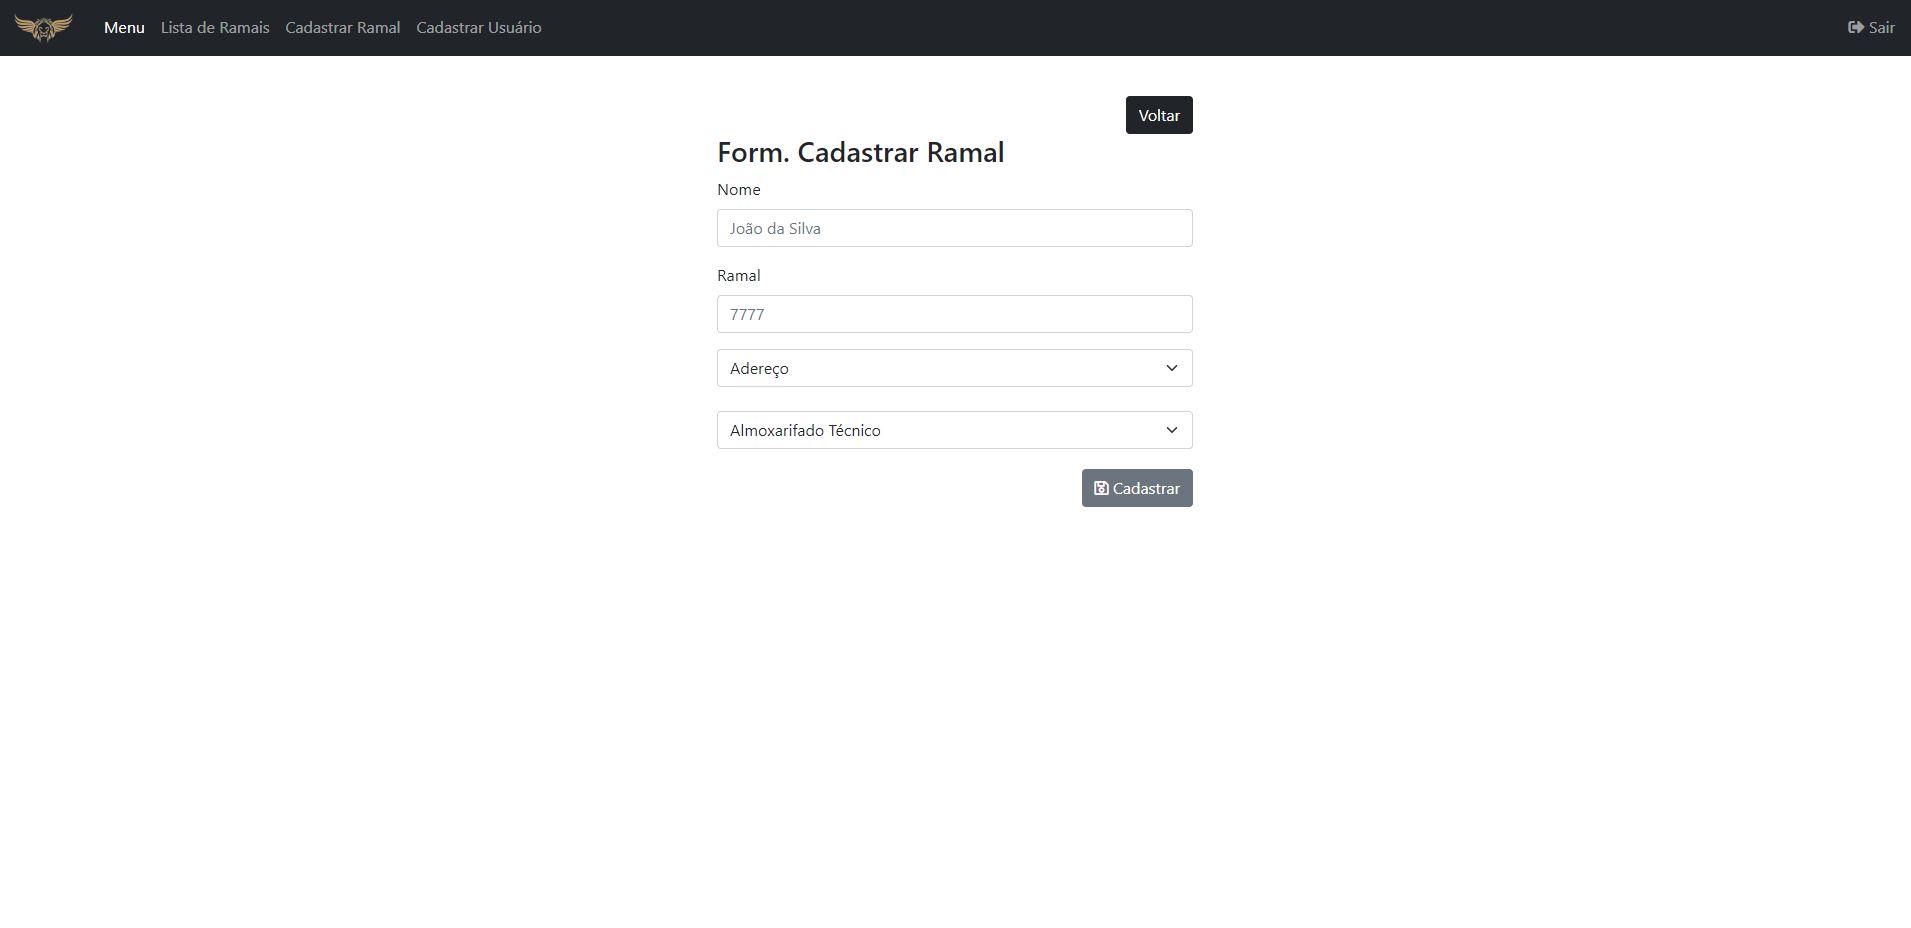 Menu Lista de Ramais Cadastrar Ramal Cadastrar Usuário Sair
Voltar
Form. Cadastrar Ramal
Nome
João da Silva
Ramal
7777
Adereço
Almoxarifado Técnico
Cadastrar